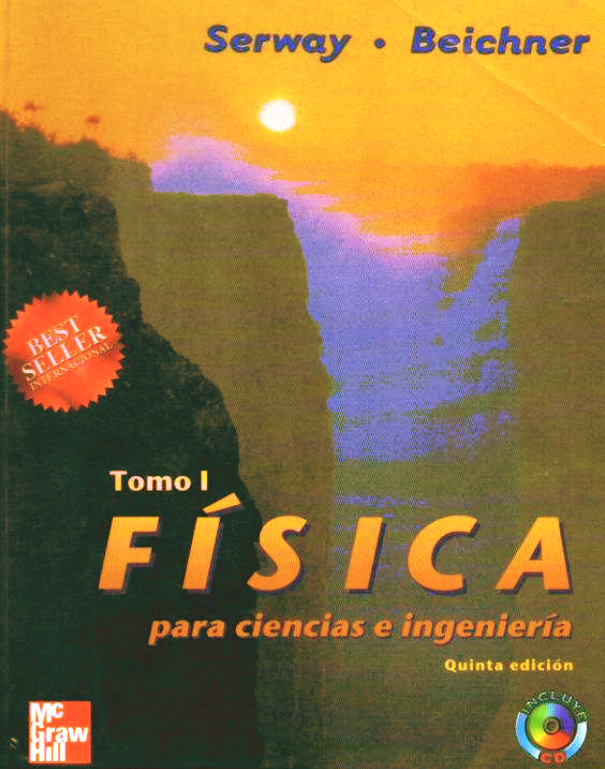 Serway • Beichner
BEST
SELLER
INTERNACIONAL
Tomo I
FÍSICA
para ciencias e ingeniería
Quinta edición
Mc
Graw
Hill
INCLUYE
CD